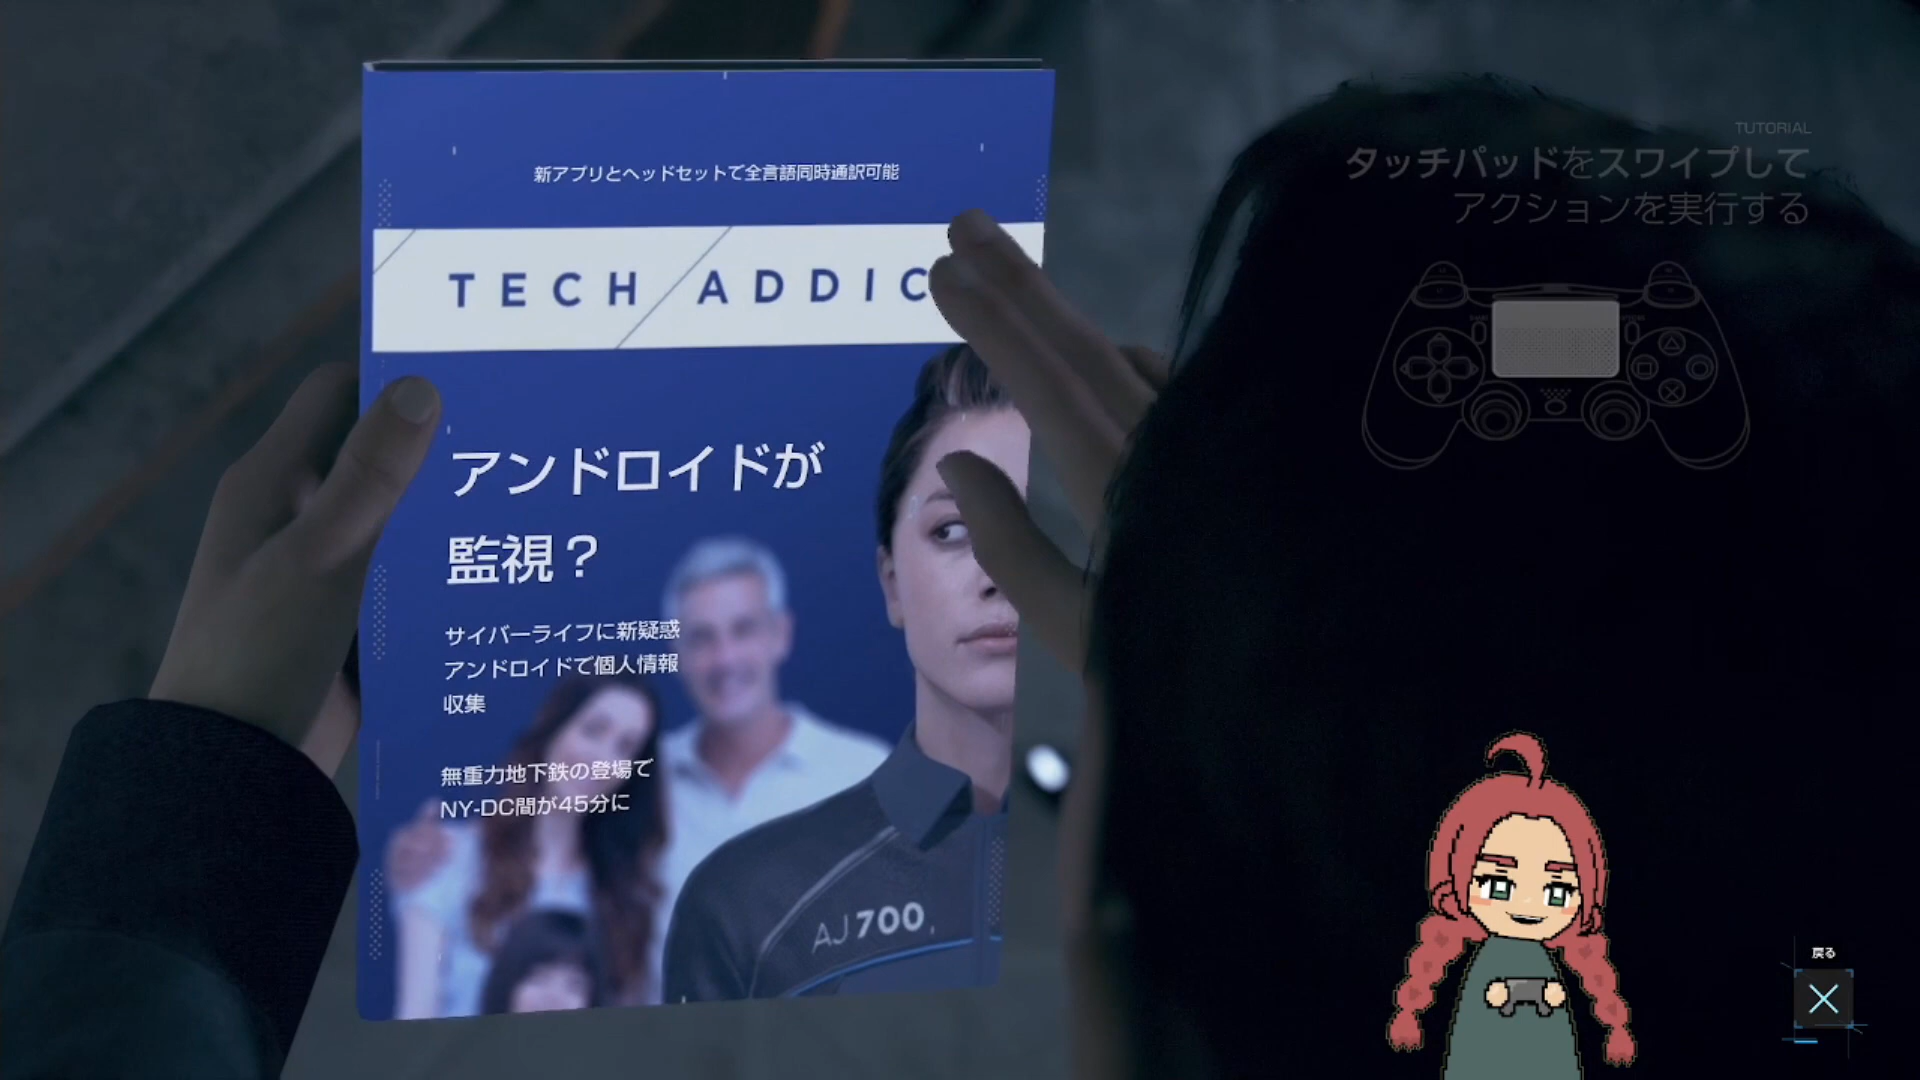 新アプリとヘッドセットで全言語同時通訳可能
TECH ADDIC
アンドロイドが
監視？
サイバーライフに新疑惑
アンドロイドで個人情報
収集
無重力地下鉄の登場で
NY-DC間が45分に
AJ700
TUTORIAL
タッチパッドをスワイプして
アクションを実行する
戻る